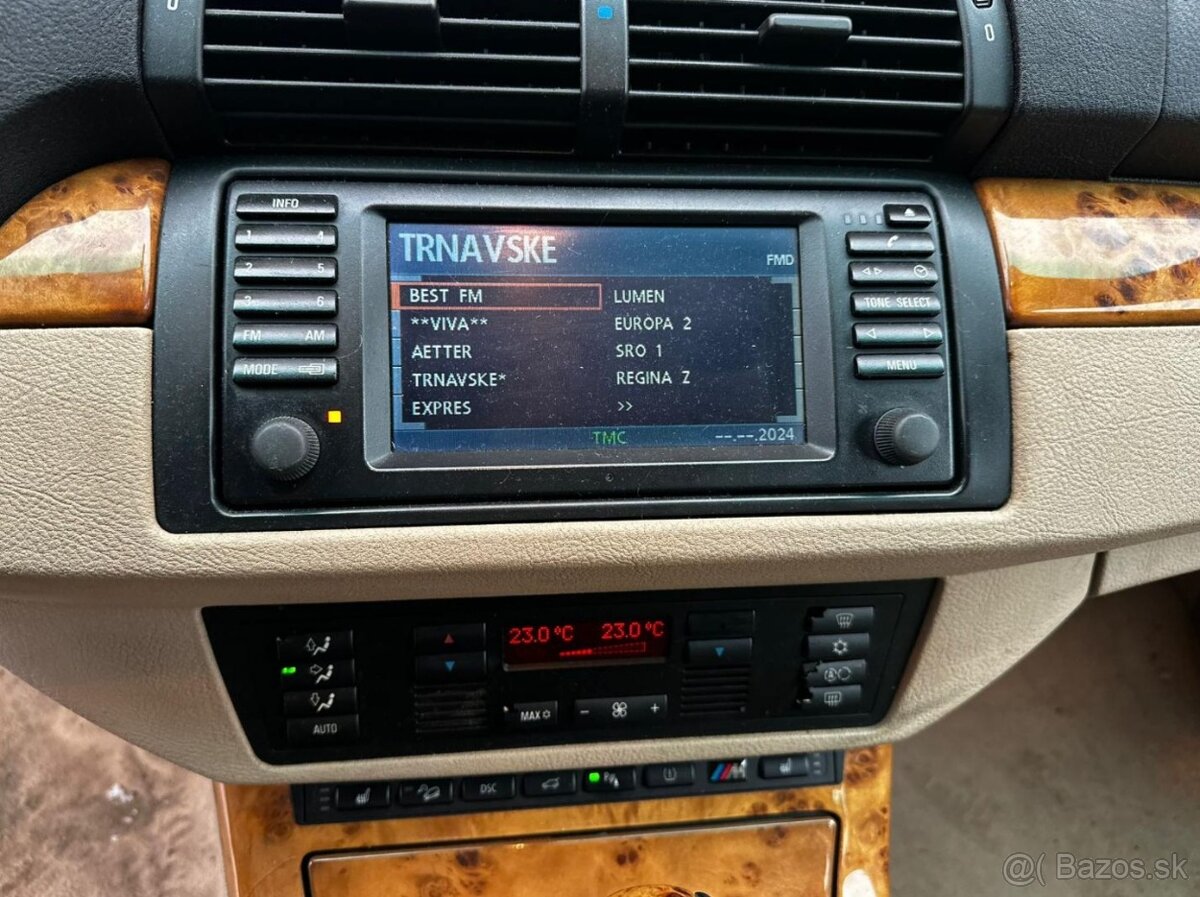 INFO
1 4
2 5
3 6
FM AM
MODE
TRNAVSKE
FMD
BEST FM
LUMEN
**VIVA**
EURÓPA 2
AETTER
SRO 1
TRNAVSKE*
REGINA Z
EXPRES
>>
TMC
--.--.2024
TONE SELECT
MENU
23.0 °C 23.0 °C
AUTO
MAX
- +
DSC
@( Bazos.sk